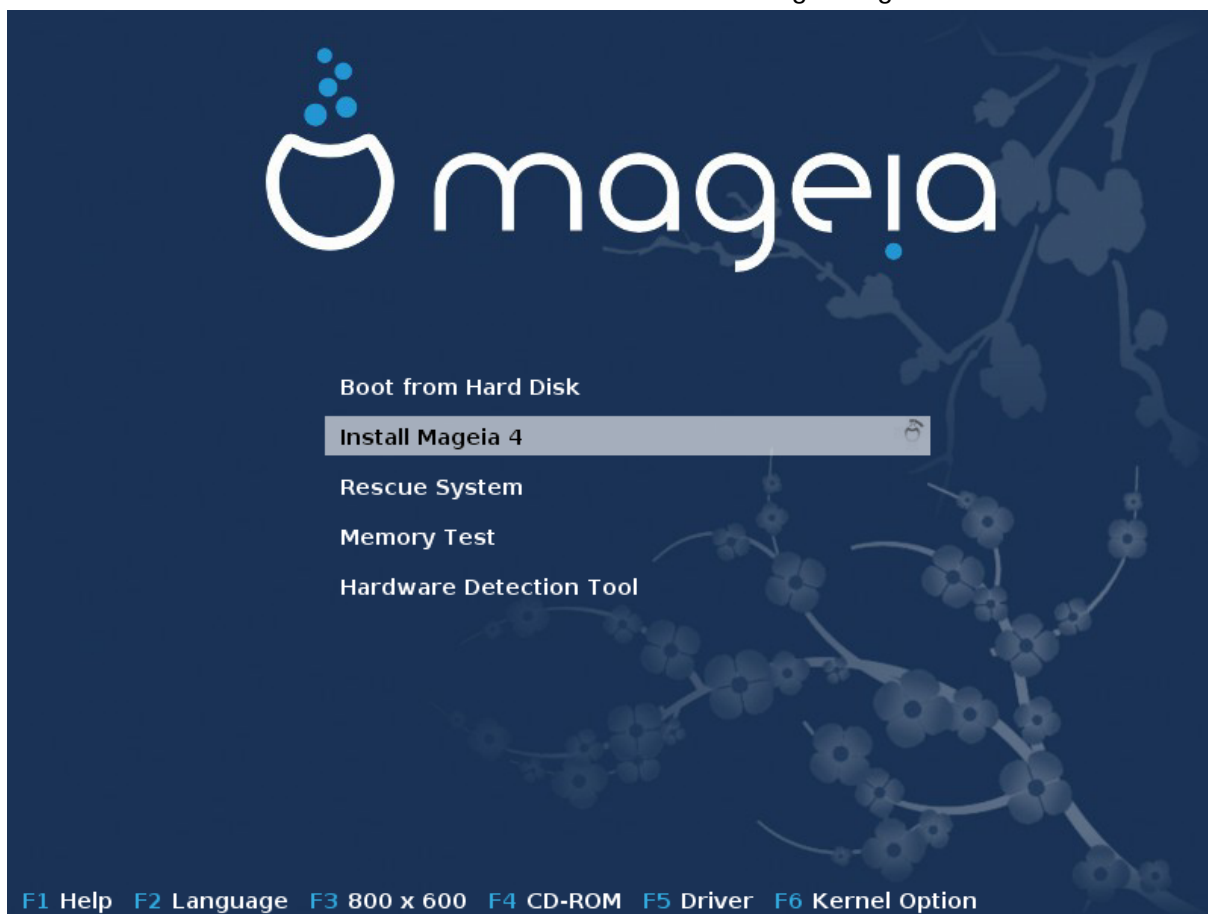 mageia
Boot from Hard Disk
Install Mageia 4
Rescue System
Memory Test
Hardware Detection Tool
F1 Help F2 Language F3 800 x 600 F4 CD-ROM F5 Driver F6 Kernel Option